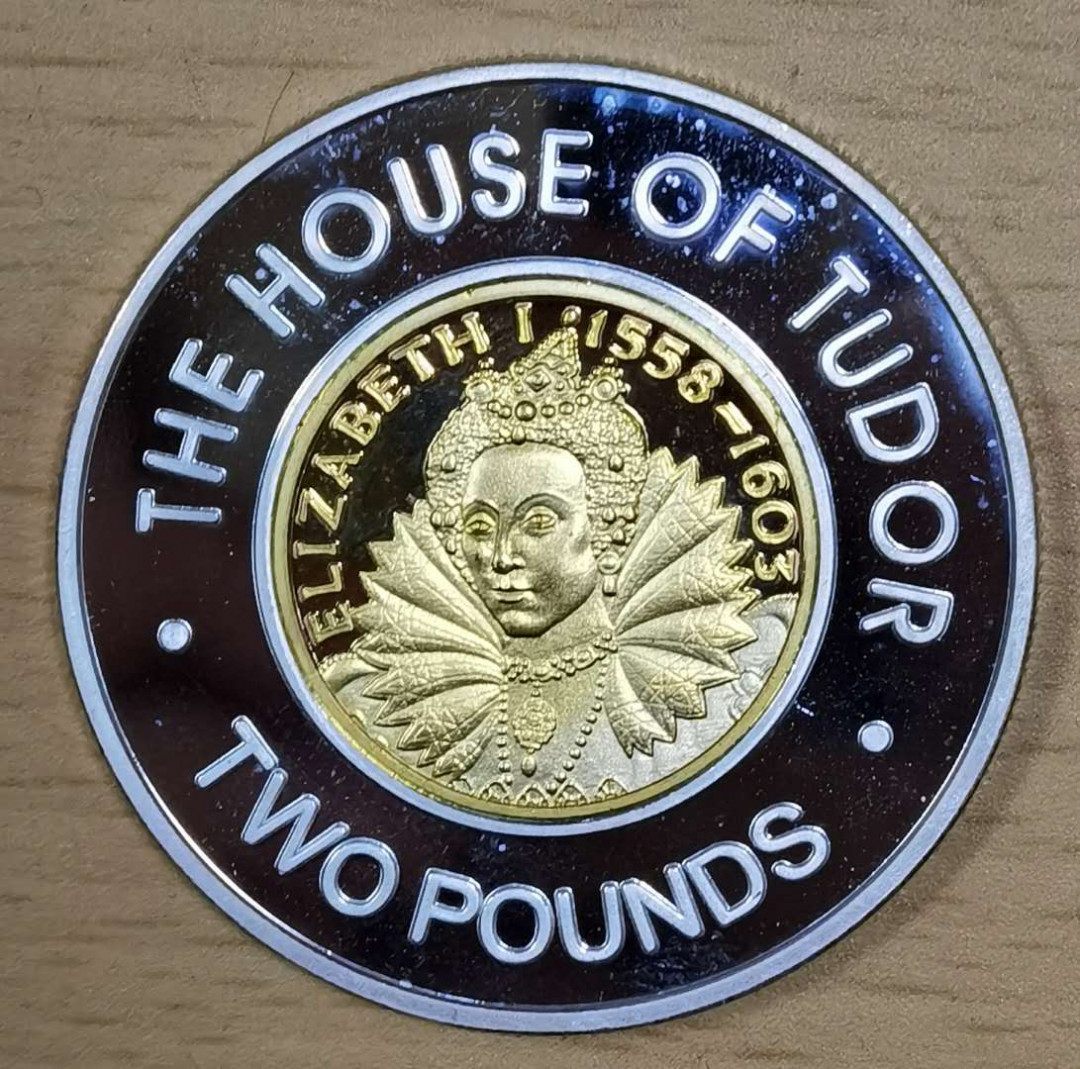 THE HOUSE OF TUDOR
ELIZABETH I · 1558-1603
TWO POUNDS